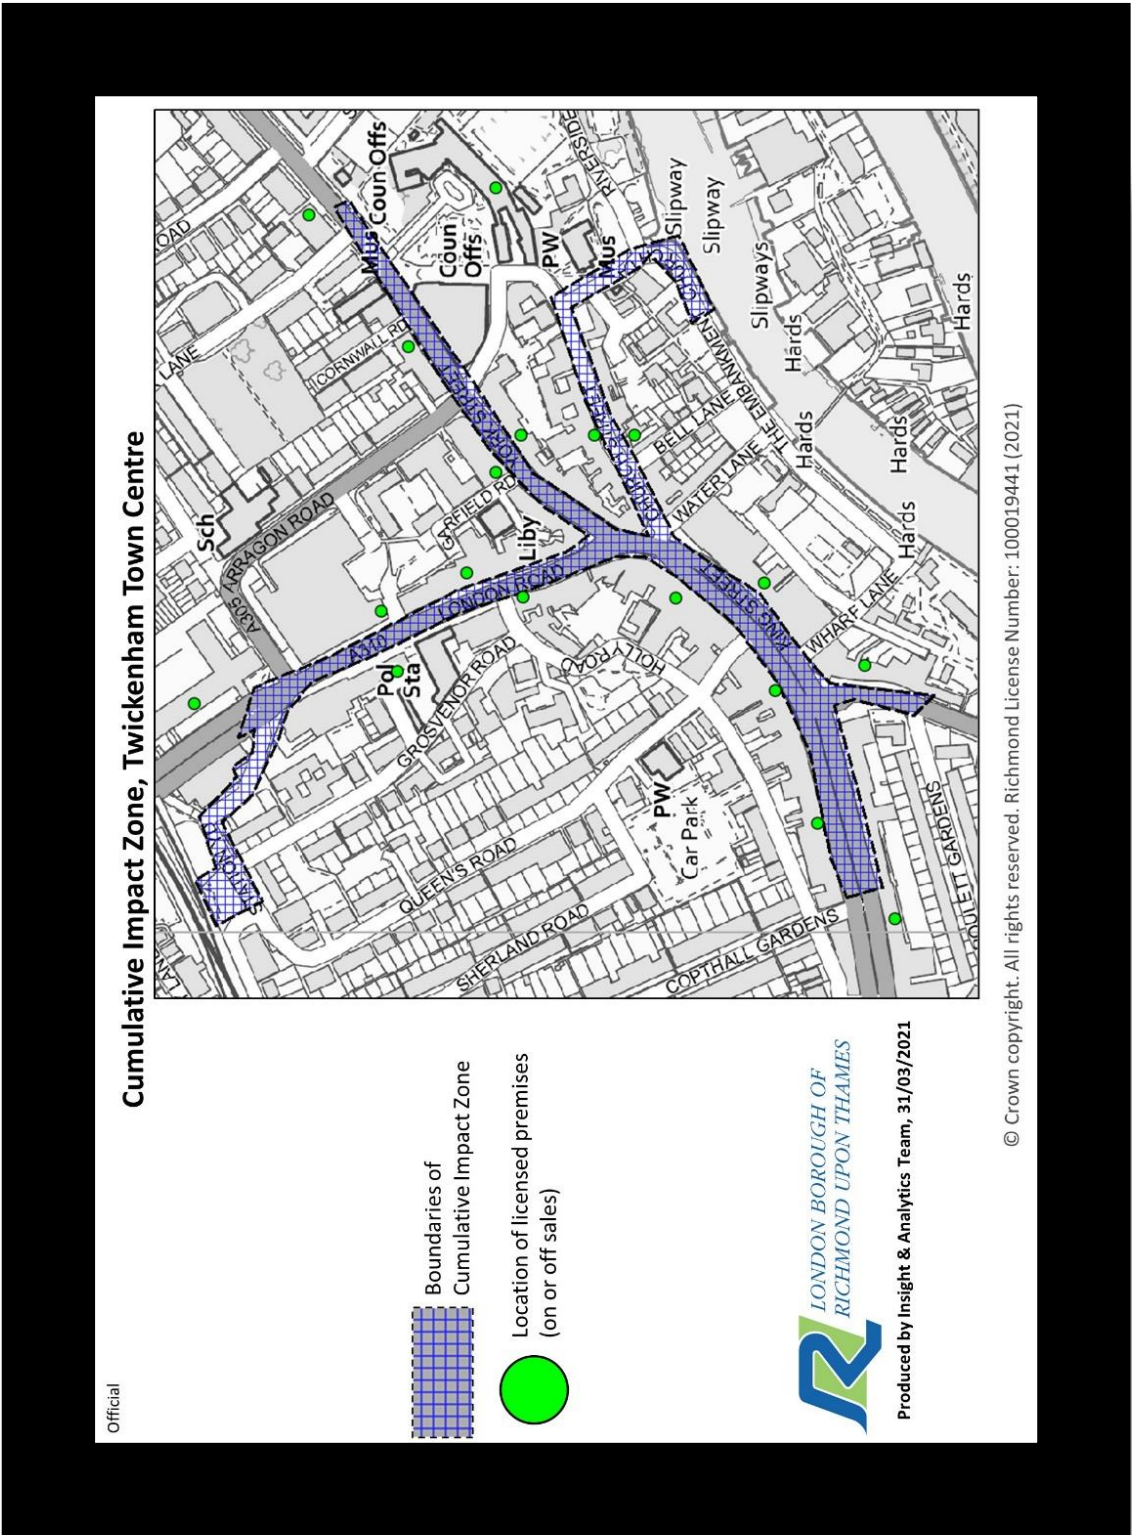 Official
Cumulative Impact Zone, Twickenham Town Centre
Boundaries of
Cumulative Impact Zone
Location of licensed premises
(on or off sales)
LONDON BOROUGH OF
RICHMOND UPON THAMES
Produced by Insight & Analytics Team, 31/03/2021
© Crown copyright. All rights reserved. Richmond License Number: 100019441 (2021)
LANE
QUEEN'S ROAD
SHERLAND ROAD
COPTHALL GARDENS
Car Park
PW
GROSVENOR ROAD
Pol
Sta
HOLLY ROAD
A310
LONDON ROAD
A305 ARRAGON ROAD
Sch
GARFIELD RD
Liby
KING STREET
WHARF LANE
WATER LANE
BELL LANE
THE EMBANKMENT
CORNWALL RD
LANE
OAD
Mus
Coun Offs
Coun
Offs
PW
Mus
RIVERSIDE
Slipway
Slipway
Slipways
Hards
Hards
Hards
Hards
Hards